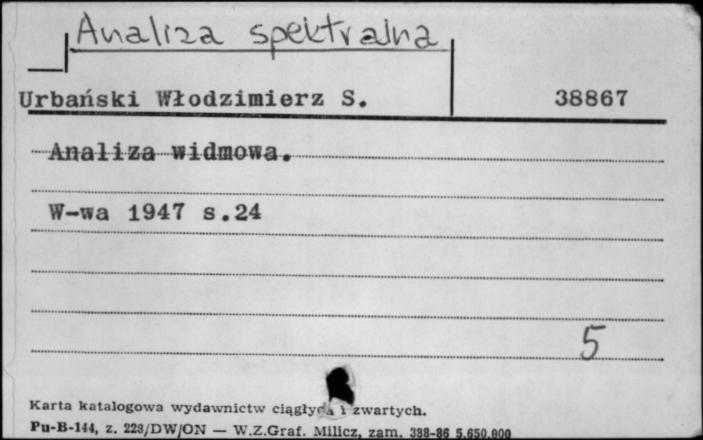 Analiza spektralna
Urbański Włodzimierz S. 38867
Analiza widmowa.
W-wa 1947 s.24
5
Karta katalogowa wydawnictw ciągłych i zwartych.
Pu-B-144, z. 228/DW/ON — W.Z.Graf. Milicz, zam. 338-86 5.650.000